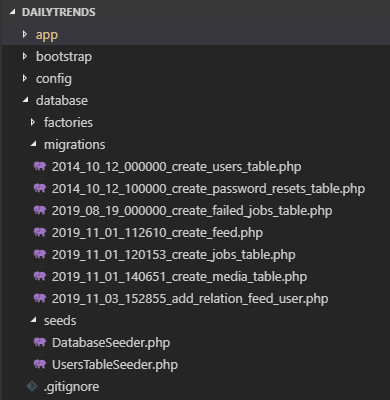 DAILYTRENDS
app
bootstrap
config
database
factories
migrations
2014_10_12_000000_create_users_table.php
2014_10_12_100000_create_password_resets_table.php
2019_08_19_000000_create_failed_jobs_table.php
2019_11_01_112610_create_feed.php
2019_11_01_120153_create_jobs_table.php
2019_11_01_140651_create_media_table.php
2019_11_03_152855_add_relation_feed_user.php
seeds
DatabaseSeeder.php
UsersTableSeeder.php
.gitignore